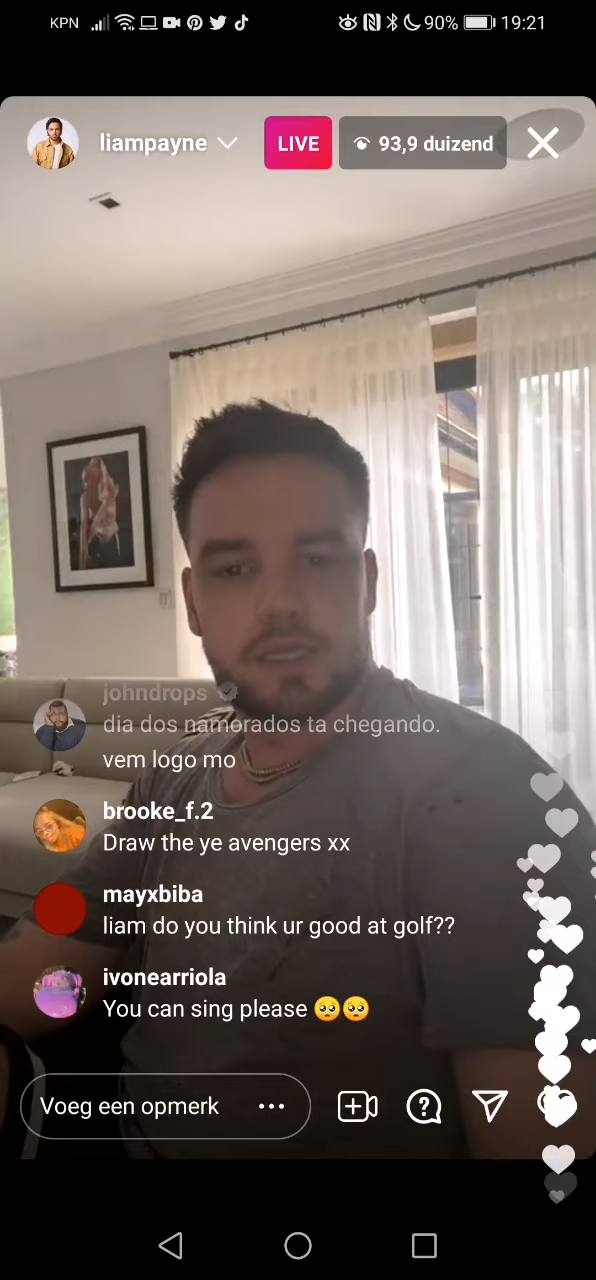 KPN 90% 19:21
liampayne LIVE 93,9 duizend
johndrops
dia dos namorados ta chegando.
vem logo mo
brooke_f.2
Draw the ye avengers xx
mayxbiba
liam do you think ur good at golf??
ivonearriola
You can sing please 🥺🥺
Voeg een opmerk